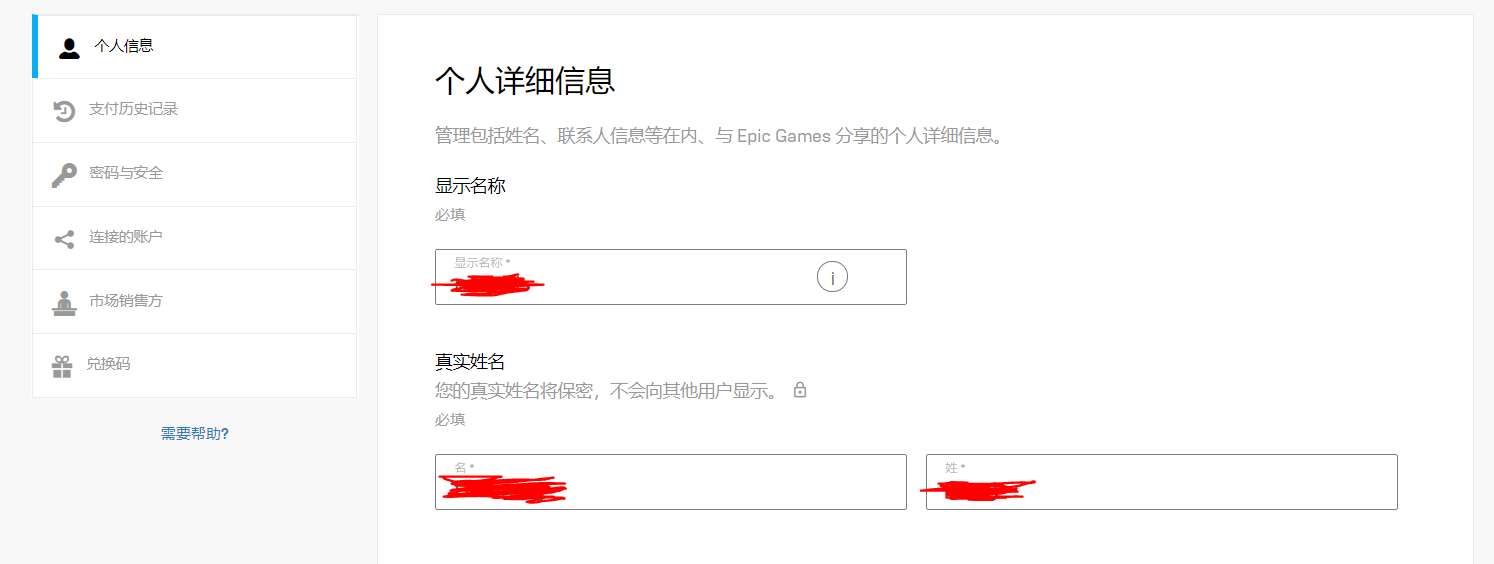 个人信息
支付历史记录
密码与安全
连接的账户
市场销售方
兑换码
需要帮助?
个人详细信息
管理包括姓名、联系人信息等在内、与 Epic Games 分享的个人详细信息。
显示名称
必填
显示名称 *
i
真实姓名
您的真实姓名将保密，不会向其他用户显示。
必填
名 *
姓 *